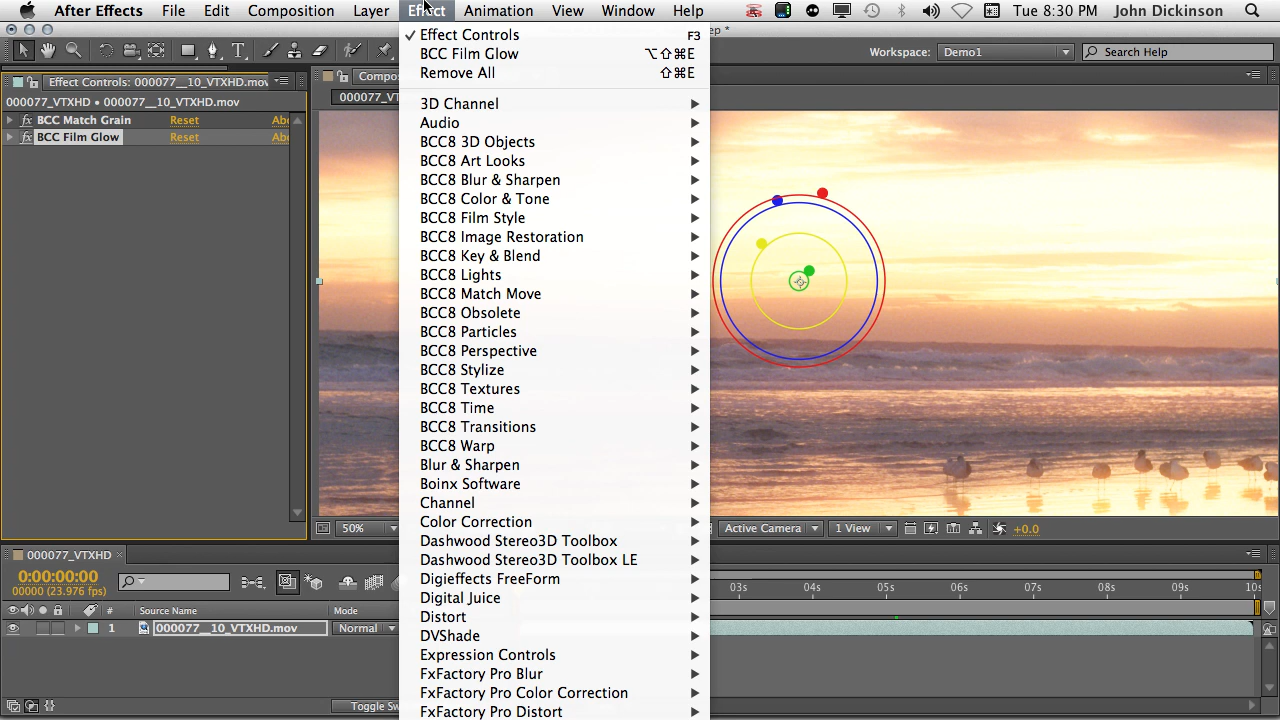 After Effects File Edit Composition Layer Effect Animation View Window Help Tue 8:30 PM John Dickinson
ep *
Workspace: Demo1 Search Help
Effect Controls: 000077__10_VTXHD.mov
000077_VTXHD • 000077__10_VTXHD.mov
fx BCC Match Grain Reset
fx BCC Film Glow Reset
✓ Effect Controls F3
BCC Film Glow ⌥⇧⌘E
Remove All ⇧⌘E
3D Channel
Audio
BCC8 3D Objects
BCC8 Art Looks
BCC8 Blur & Sharpen
BCC8 Color & Tone
BCC8 Film Style
BCC8 Image Restoration
BCC8 Key & Blend
BCC8 Lights
BCC8 Match Move
BCC8 Obsolete
BCC8 Particles
BCC8 Perspective
BCC8 Stylize
BCC8 Textures
BCC8 Time
BCC8 Transitions
BCC8 Warp
Blur & Sharpen
Boinx Software
Channel
Color Correction
Dashwood Stereo3D Toolbox
Dashwood Stereo3D Toolbox LE
Digieffects FreeForm
Digital Juice
Distort
DVShade
Expression Controls
FxFactory Pro Blur
FxFactory Pro Color Correction
FxFactory Pro Distort
50% Active Camera 1 View +0.0
000077_VTXHD
0:00:00:00
00000 (23.976 fps)
03s 04s 05s 06s 07s 08s 09s 10s
# Source Name Mode
1 000077__10_VTXHD.mov Normal